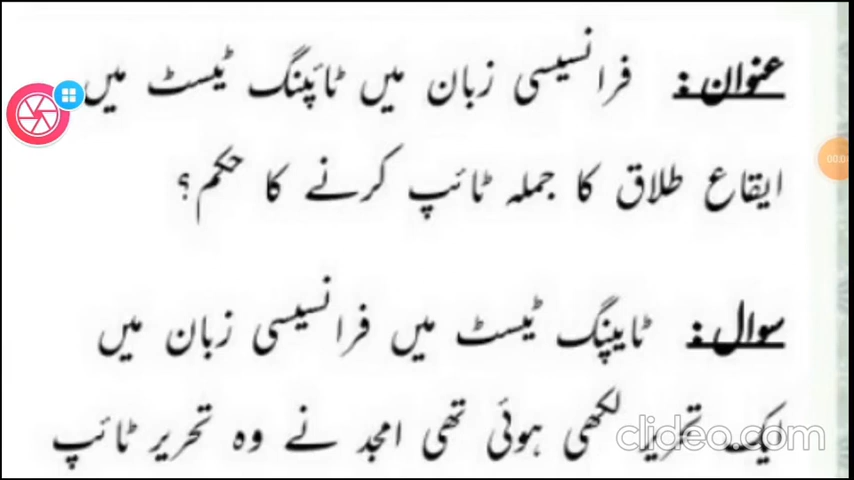 عنوان: فرانسیسی زبان میں ٹائپنگ ٹیسٹ میں
ایقاع طلاق کا جملہ ٹائپ کرنے کا حکم؟
سوال: ٹایپنگ ٹیسٹ میں فرانسیسی زبان میں
ایک تحریر لکھی ہوئی تھی امجد نے وہ تحریر ٹائپ
clideo.com